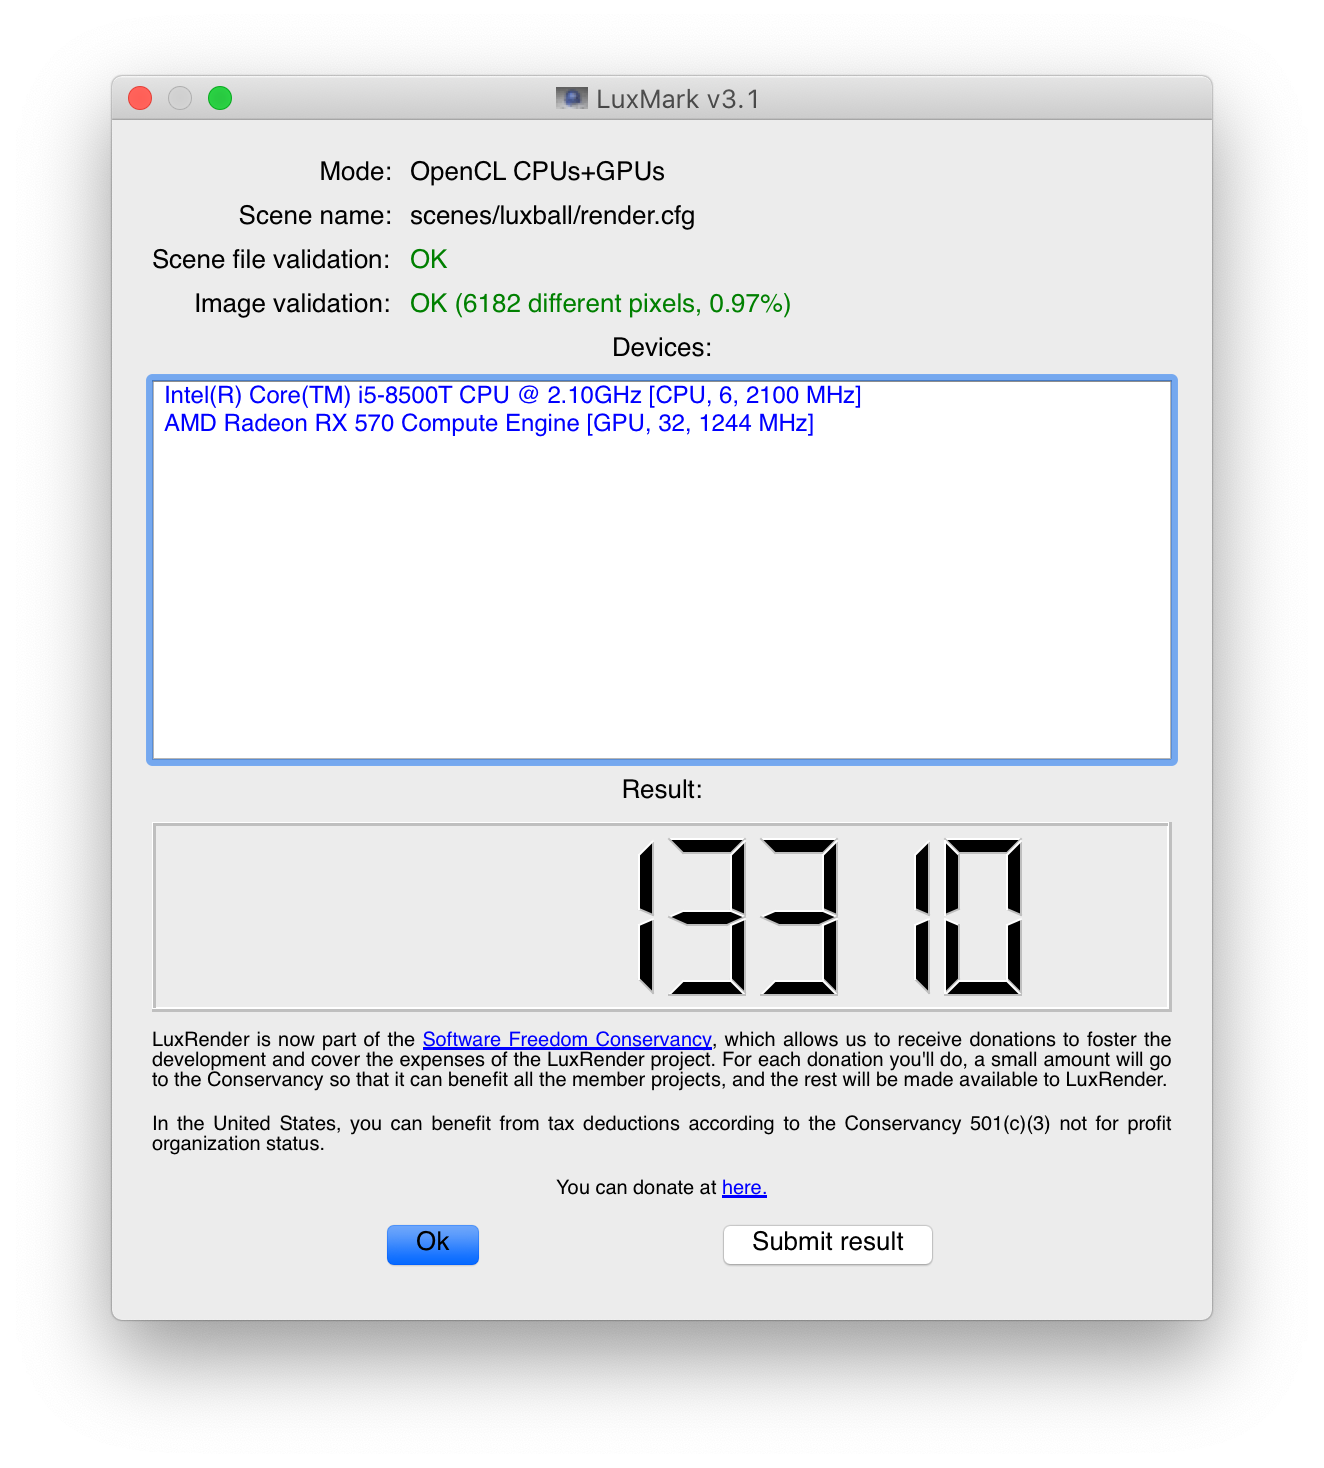 LuxMark v3.1
Mode: OpenCL CPUs+GPUs
Scene name: scenes/luxball/render.cfg
Scene file validation: OK
Image validation: OK (6182 different pixels, 0.97%)
Devices:
Intel(R) Core(TM) i5-8500T CPU @ 2.10GHz [CPU, 6, 2100 MHz]
AMD Radeon RX 570 Compute Engine [GPU, 32, 1244 MHz]
Result:
13310
LuxRender is now part of the Software Freedom Conservancy, which allows us to receive donations to foster the
development and cover the expenses of the LuxRender project. For each donation you'll do, a small amount will go
to the Conservancy so that it can benefit all the member projects, and the rest will be made available to LuxRender.
In the United States, you can benefit from tax deductions according to the Conservancy 501(c)(3) not for profit
organization status.
You can donate at here.
Ok
Submit result